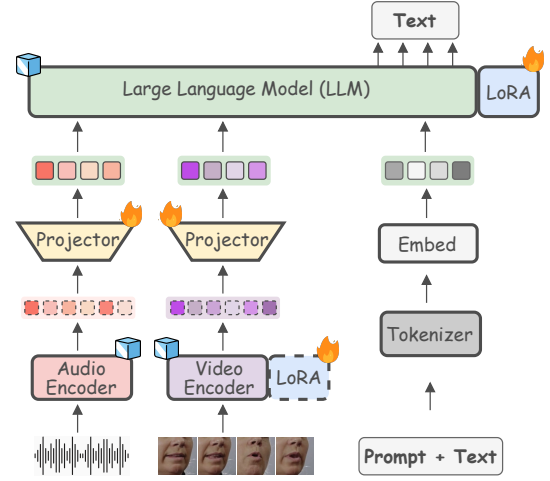 Text
Large Language Model (LLM)
LoRA
Projector
Projector
Embed
Audio
Encoder
Video
Encoder
LoRA
Tokenizer
Prompt + Text